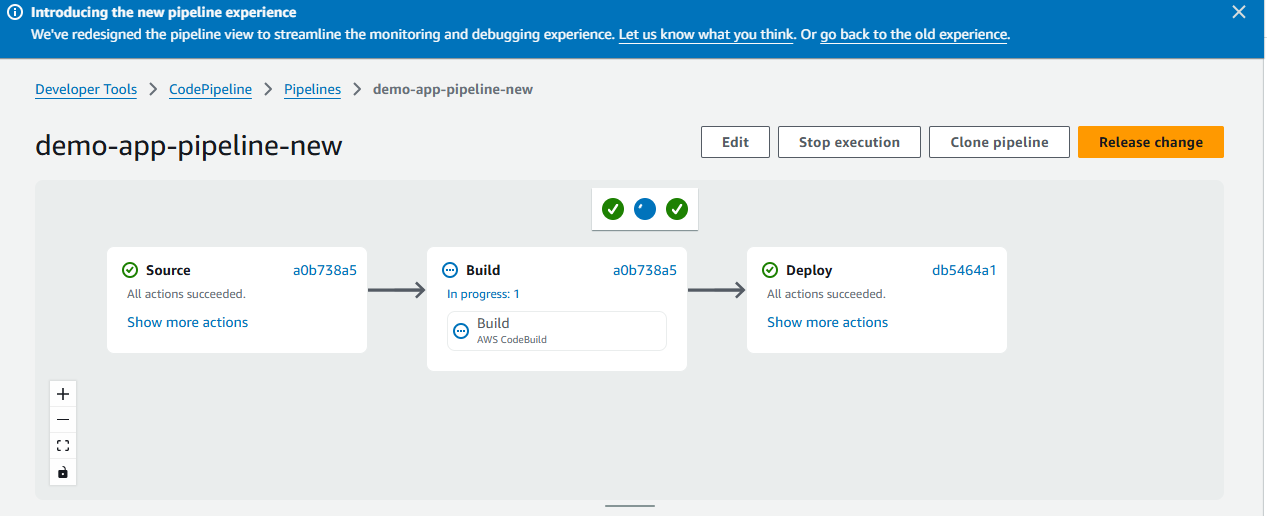 Introducing the new pipeline experience
We've redesigned the pipeline view to streamline the monitoring and debugging experience. Let us know what you think. Or go back to the old experience.
Developer Tools > CodePipeline > Pipelines > demo-app-pipeline-new
demo-app-pipeline-new
Edit
Stop execution
Clone pipeline
Release change
Source a0b738a5
All actions succeeded.
Show more actions
Build a0b738a5
In progress: 1
Build
AWS CodeBuild
Deploy db5464a1
All actions succeeded.
Show more actions